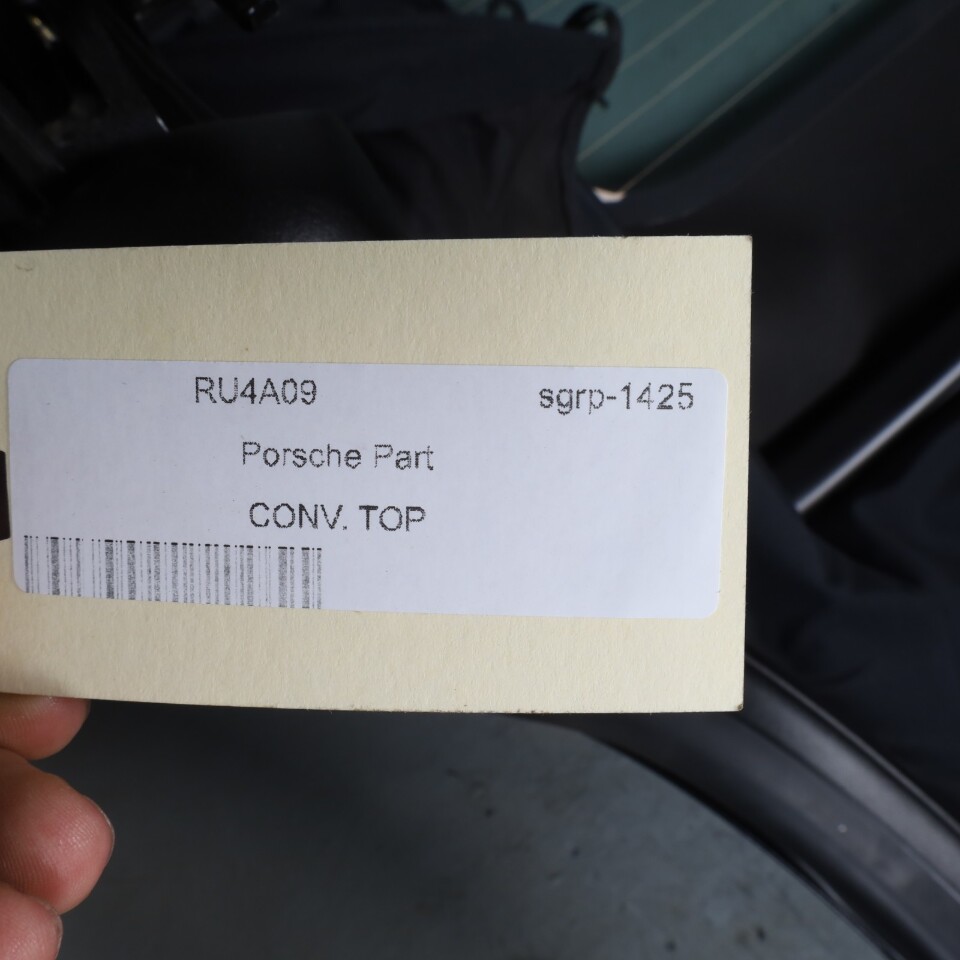 RU4A09 sgrp-1425
Porsche Part
CONV. TOP